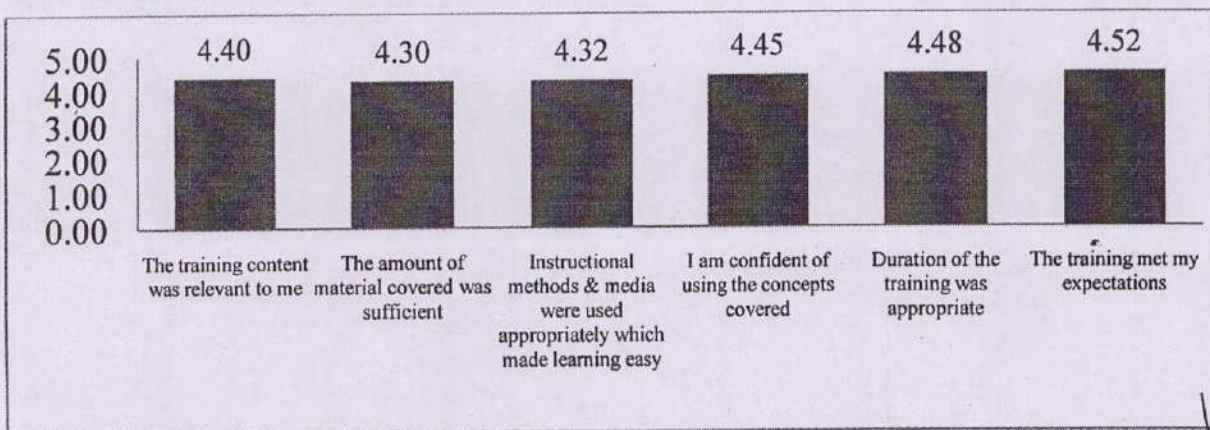 4.40 4.30 4.32 4.45 4.48 4.52
5.00
4.00
3.00
2.00
1.00
0.00
The training content
was relevant to me
The amount of
material covered was
sufficient
Instructional
methods & media
were used
appropriately which
made learning easy
I am confident of
using the concepts
covered
Duration of the
training was
appropriate
The training met my
expectations